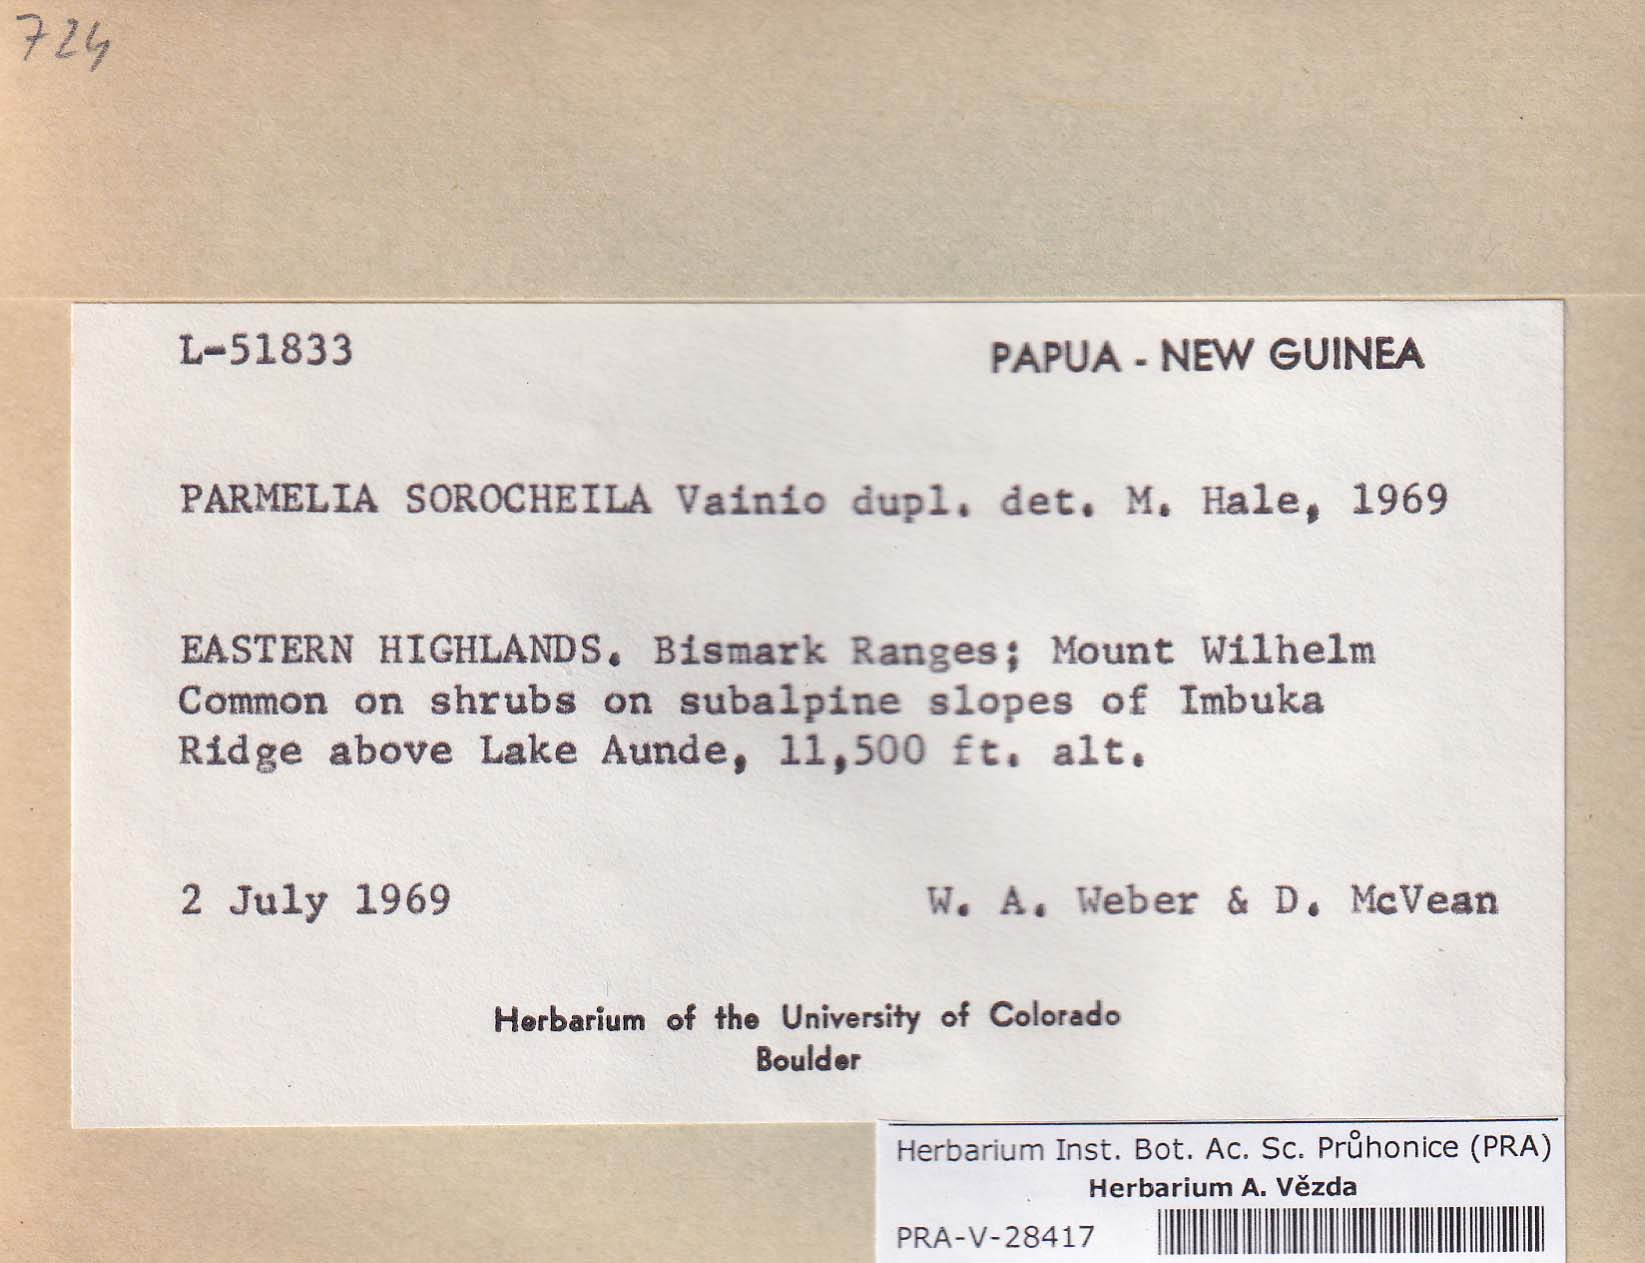 724
L-51833 PAPUA - NEW GUINEA
PARMELIA SOROCHEILA Vainio dupl. det. M. Hale, 1969
EASTERN HIGHLANDS. Bismark Ranges; Mount Wilhelm
Common on shrubs on subalpine slopes of Imbuka
Ridge above Lake Aunde, 11,500 ft. alt.
2 July 1969 W. A. Weber & D. McVean
Herbarium of the University of Colorado
Boulder
Herbarium Inst. Bot. Ac. Sc. Průhonice (PRA)
Herbarium A. Vězda
PRA-V-28417